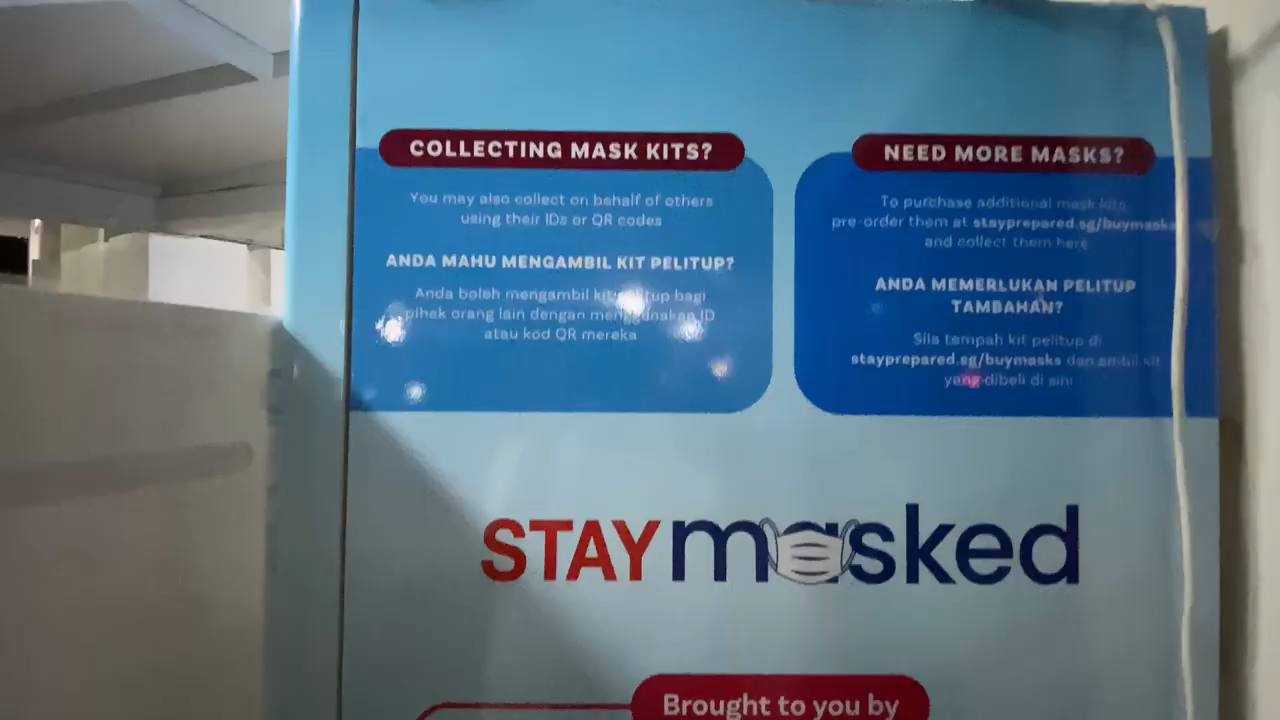 COLLECTING MASK KITS?
You may also collect on behalf of others
using their IDs or QR codes
ANDA MAHU MENGAMBIL KIT PELITUP?
Anda boleh mengambil kit pelitup bagi
pihak orang lain dengan menggunakan ID
atau kod QR mereka
NEED MORE MASKS?
To purchase additional mask kits
pre-order them at stayprepared.sg/buymasks
and collect them here
ANDA MEMERLUKAN PELITUP
TAMBAHAN?
Sila tempah kit pelitup di
stayprepared.sg/buymasks dan ambil kit
yang dibeli di sini
STAY masked
Brought to you by